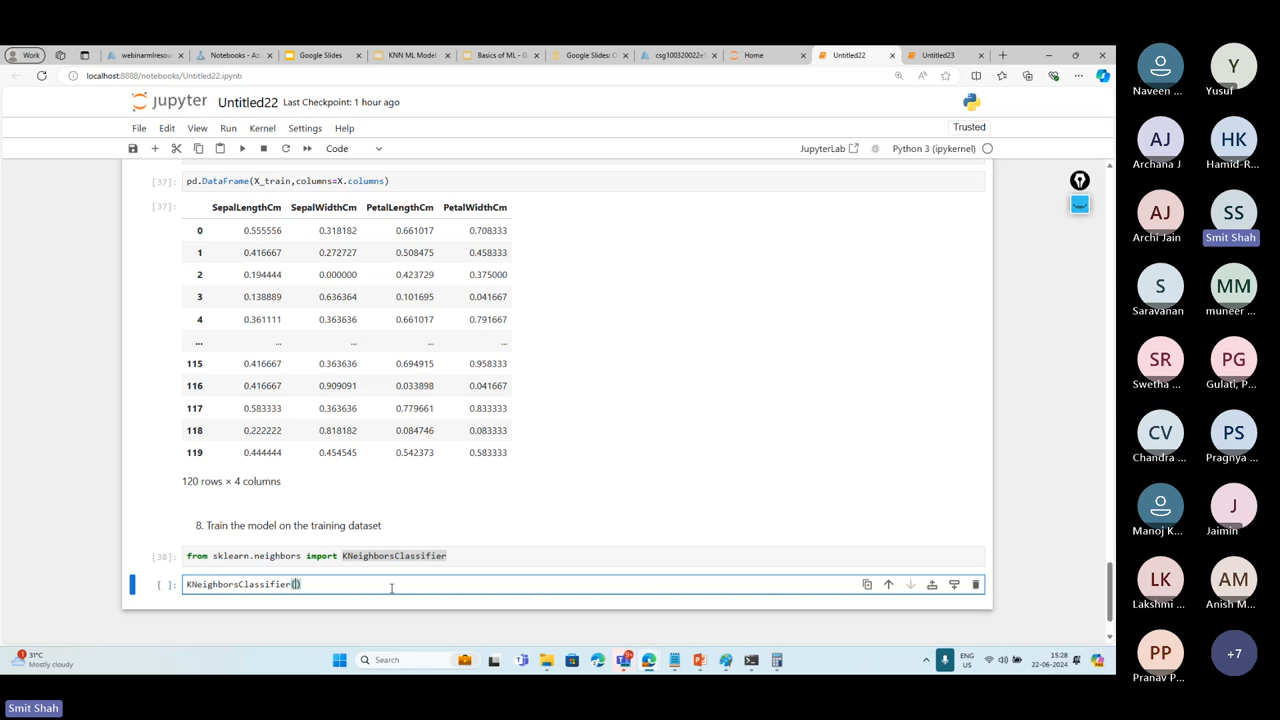 Work
webinarmlresource
Notebooks - Az
Google Slides
KNN ML Model
Basics of ML - G
Google Slides: O
Home
Untitled22
Untitled23
localhost:8888/notebooks/Untitled22.ipynb
jupyter Untitled22 Last Checkpoint: 1 hour ago
File Edit View Run Kernel Settings Help
Trusted
Code
JupyterLab
Python 3 (ipykernel)
[37]: pd.DataFrame(X_train,columns=X.columns)
[37]: SepalLengthCm SepalWidthCm PetalLengthCm PetalWidthCm
0 0.555556 0.318182 0.661017 0.708333
1 0.416667 0.272727 0.508475 0.458333
2 0.194444 0.000000 0.423729 0.375000
3 0.138889 0.636364 0.101695 0.041667
4 0.361111 0.363636 0.661017 0.791667
... ... ... ... ...
115 0.416667 0.363636 0.694915 0.958333
116 0.416667 0.909091 0.033898 0.041667
117 0.583333 0.363636 0.779661 0.833333
118 0.222222 0.818182 0.084746 0.083333
119 0.444444 0.454545 0.542373 0.583333
120 rows × 4 columns
8. Train the model on the training dataset
[38]: from sklearn.neighbors import KNeighborsClassifier
[ ]: KNeighborsClassifier()
1
31°C
Mostly cloudy
Search
ENG
US
15:28
22-06-2024
Naveen ...
Y
Yusuf
AJ
Archana J
HK
Hamid-R...
AJ
Archi Jain
SS
Smit Shah
S
Saravanan
MM
muneer ...
SR
Swetha ...
PG
Gulati, P...
CV
Chandra ...
PS
Pragnya ...
Manoj K...
J
Jaimin
LK
Lakshmi ...
AM
Anish M...
PP
Pranav P...
+7
Smit Shah